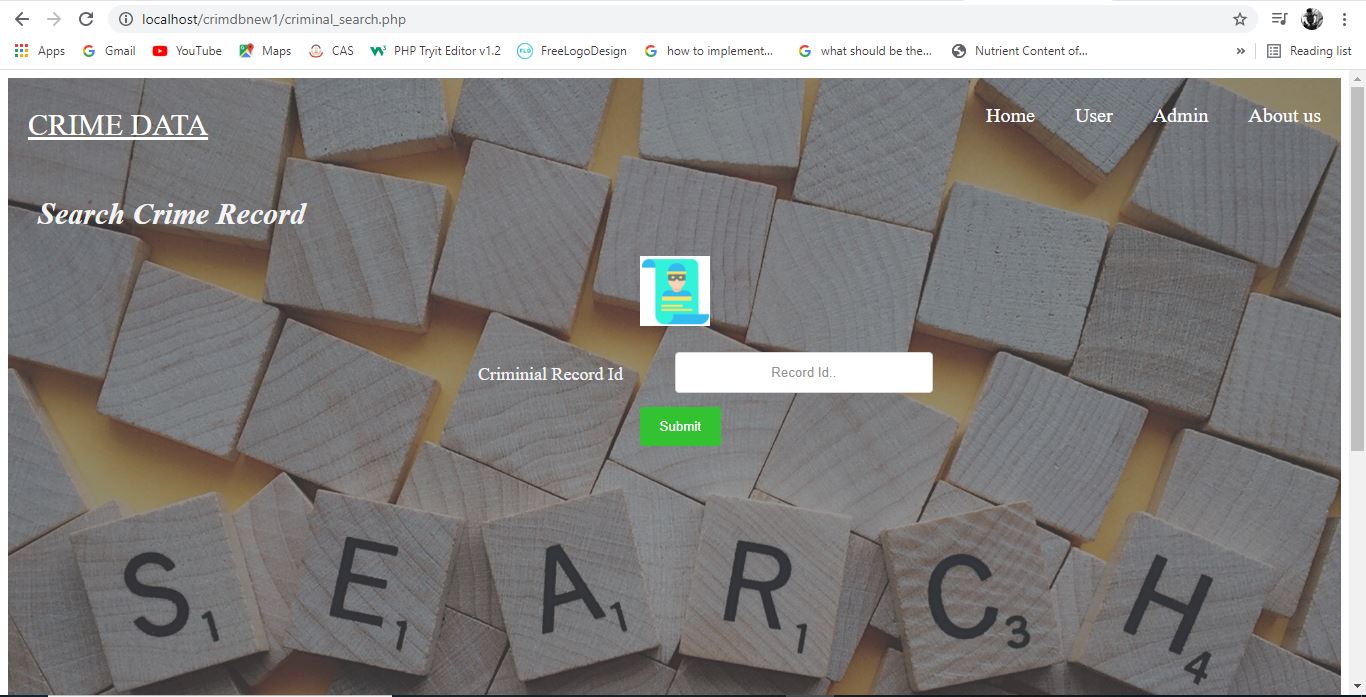 localhost/crimdbnew1/criminal_search.php
Apps Gmail YouTube Maps CAS PHP Tryit Editor v1.2 FLD FreeLogoDesign how to implement... what should be the... Nutrient Content of... » Reading list
CRIME DATA Home User Admin About us
Search Crime Record
Criminial Record Id Record Id..
Submit
S1 E1 A1 R1 C3 H4